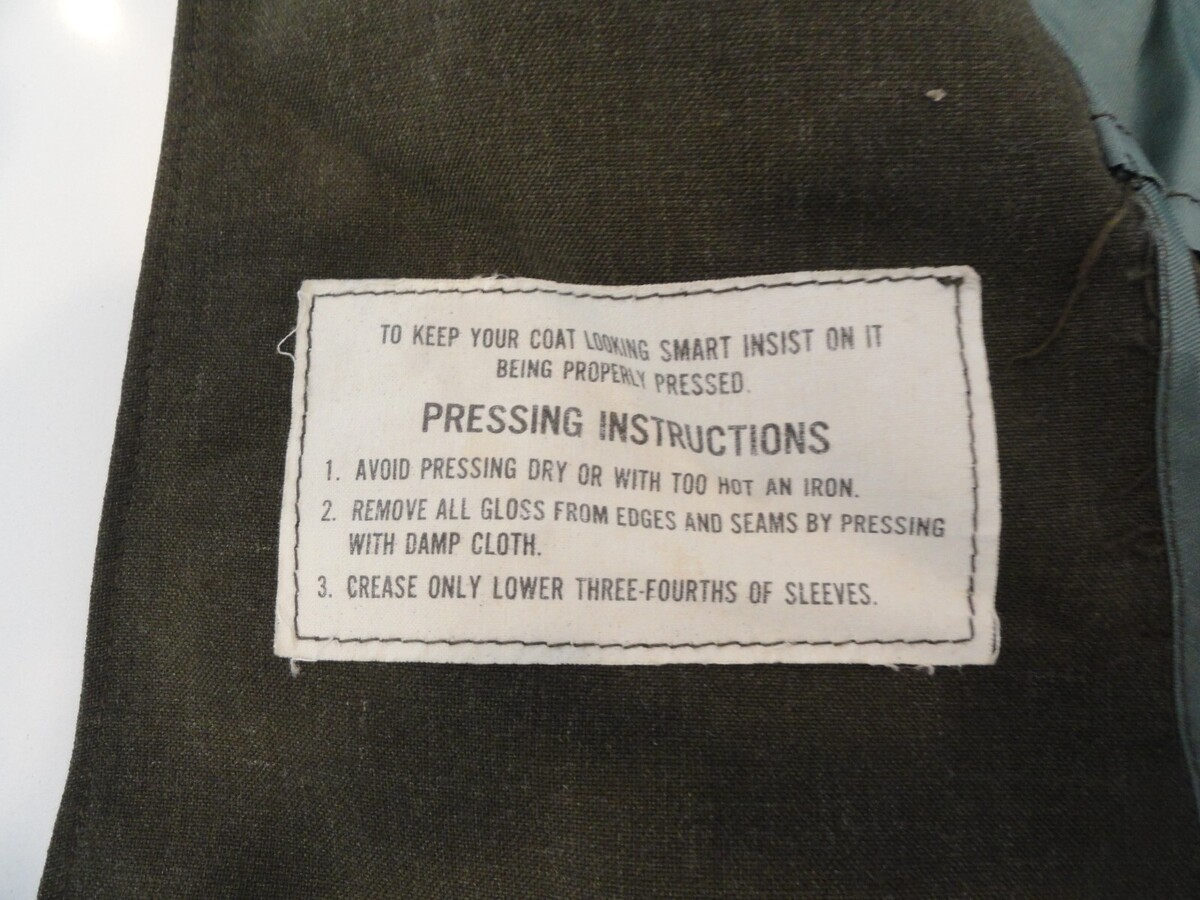 TO KEEP YOUR COAT LOOKING SMART INSIST ON IT
BEING PROPERLY PRESSED.
PRESSING INSTRUCTIONS
1. AVOID PRESSING DRY OR WITH TOO HOT AN IRON.
2. REMOVE ALL GLOSS FROM EDGES AND SEAMS BY PRESSING
WITH DAMP CLOTH.
3. CREASE ONLY LOWER THREE-FOURTHS OF SLEEVES.